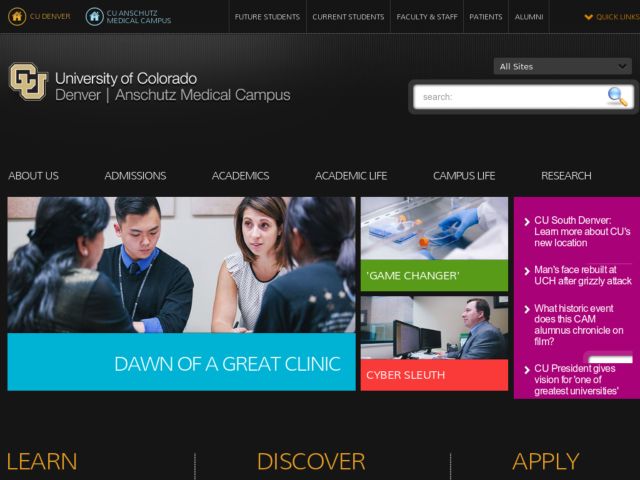 CU DENVER
CU ANSCHUTZ
MEDICAL CAMPUS
FUTURE STUDENTS
CURRENT STUDENTS
FACULTY & STAFF
PATIENTS
ALUMNI
QUICK LINKS
CU
University of Colorado
Denver | Anschutz Medical Campus
All Sites
search:
ABOUT US
ADMISSIONS
ACADEMICS
ACADEMIC LIFE
CAMPUS LIFE
RESEARCH
DAWN OF A GREAT CLINIC
'GAME CHANGER'
CYBER SLEUTH
CU South Denver:
Learn more about CU's
new location
Man's face rebuilt at
UCH after grizzly attack
What historic event
does this CAM
alumnus chronicle on
film?
CU President gives
vision for 'one of
greatest universities'
LEARN
DISCOVER
APPLY